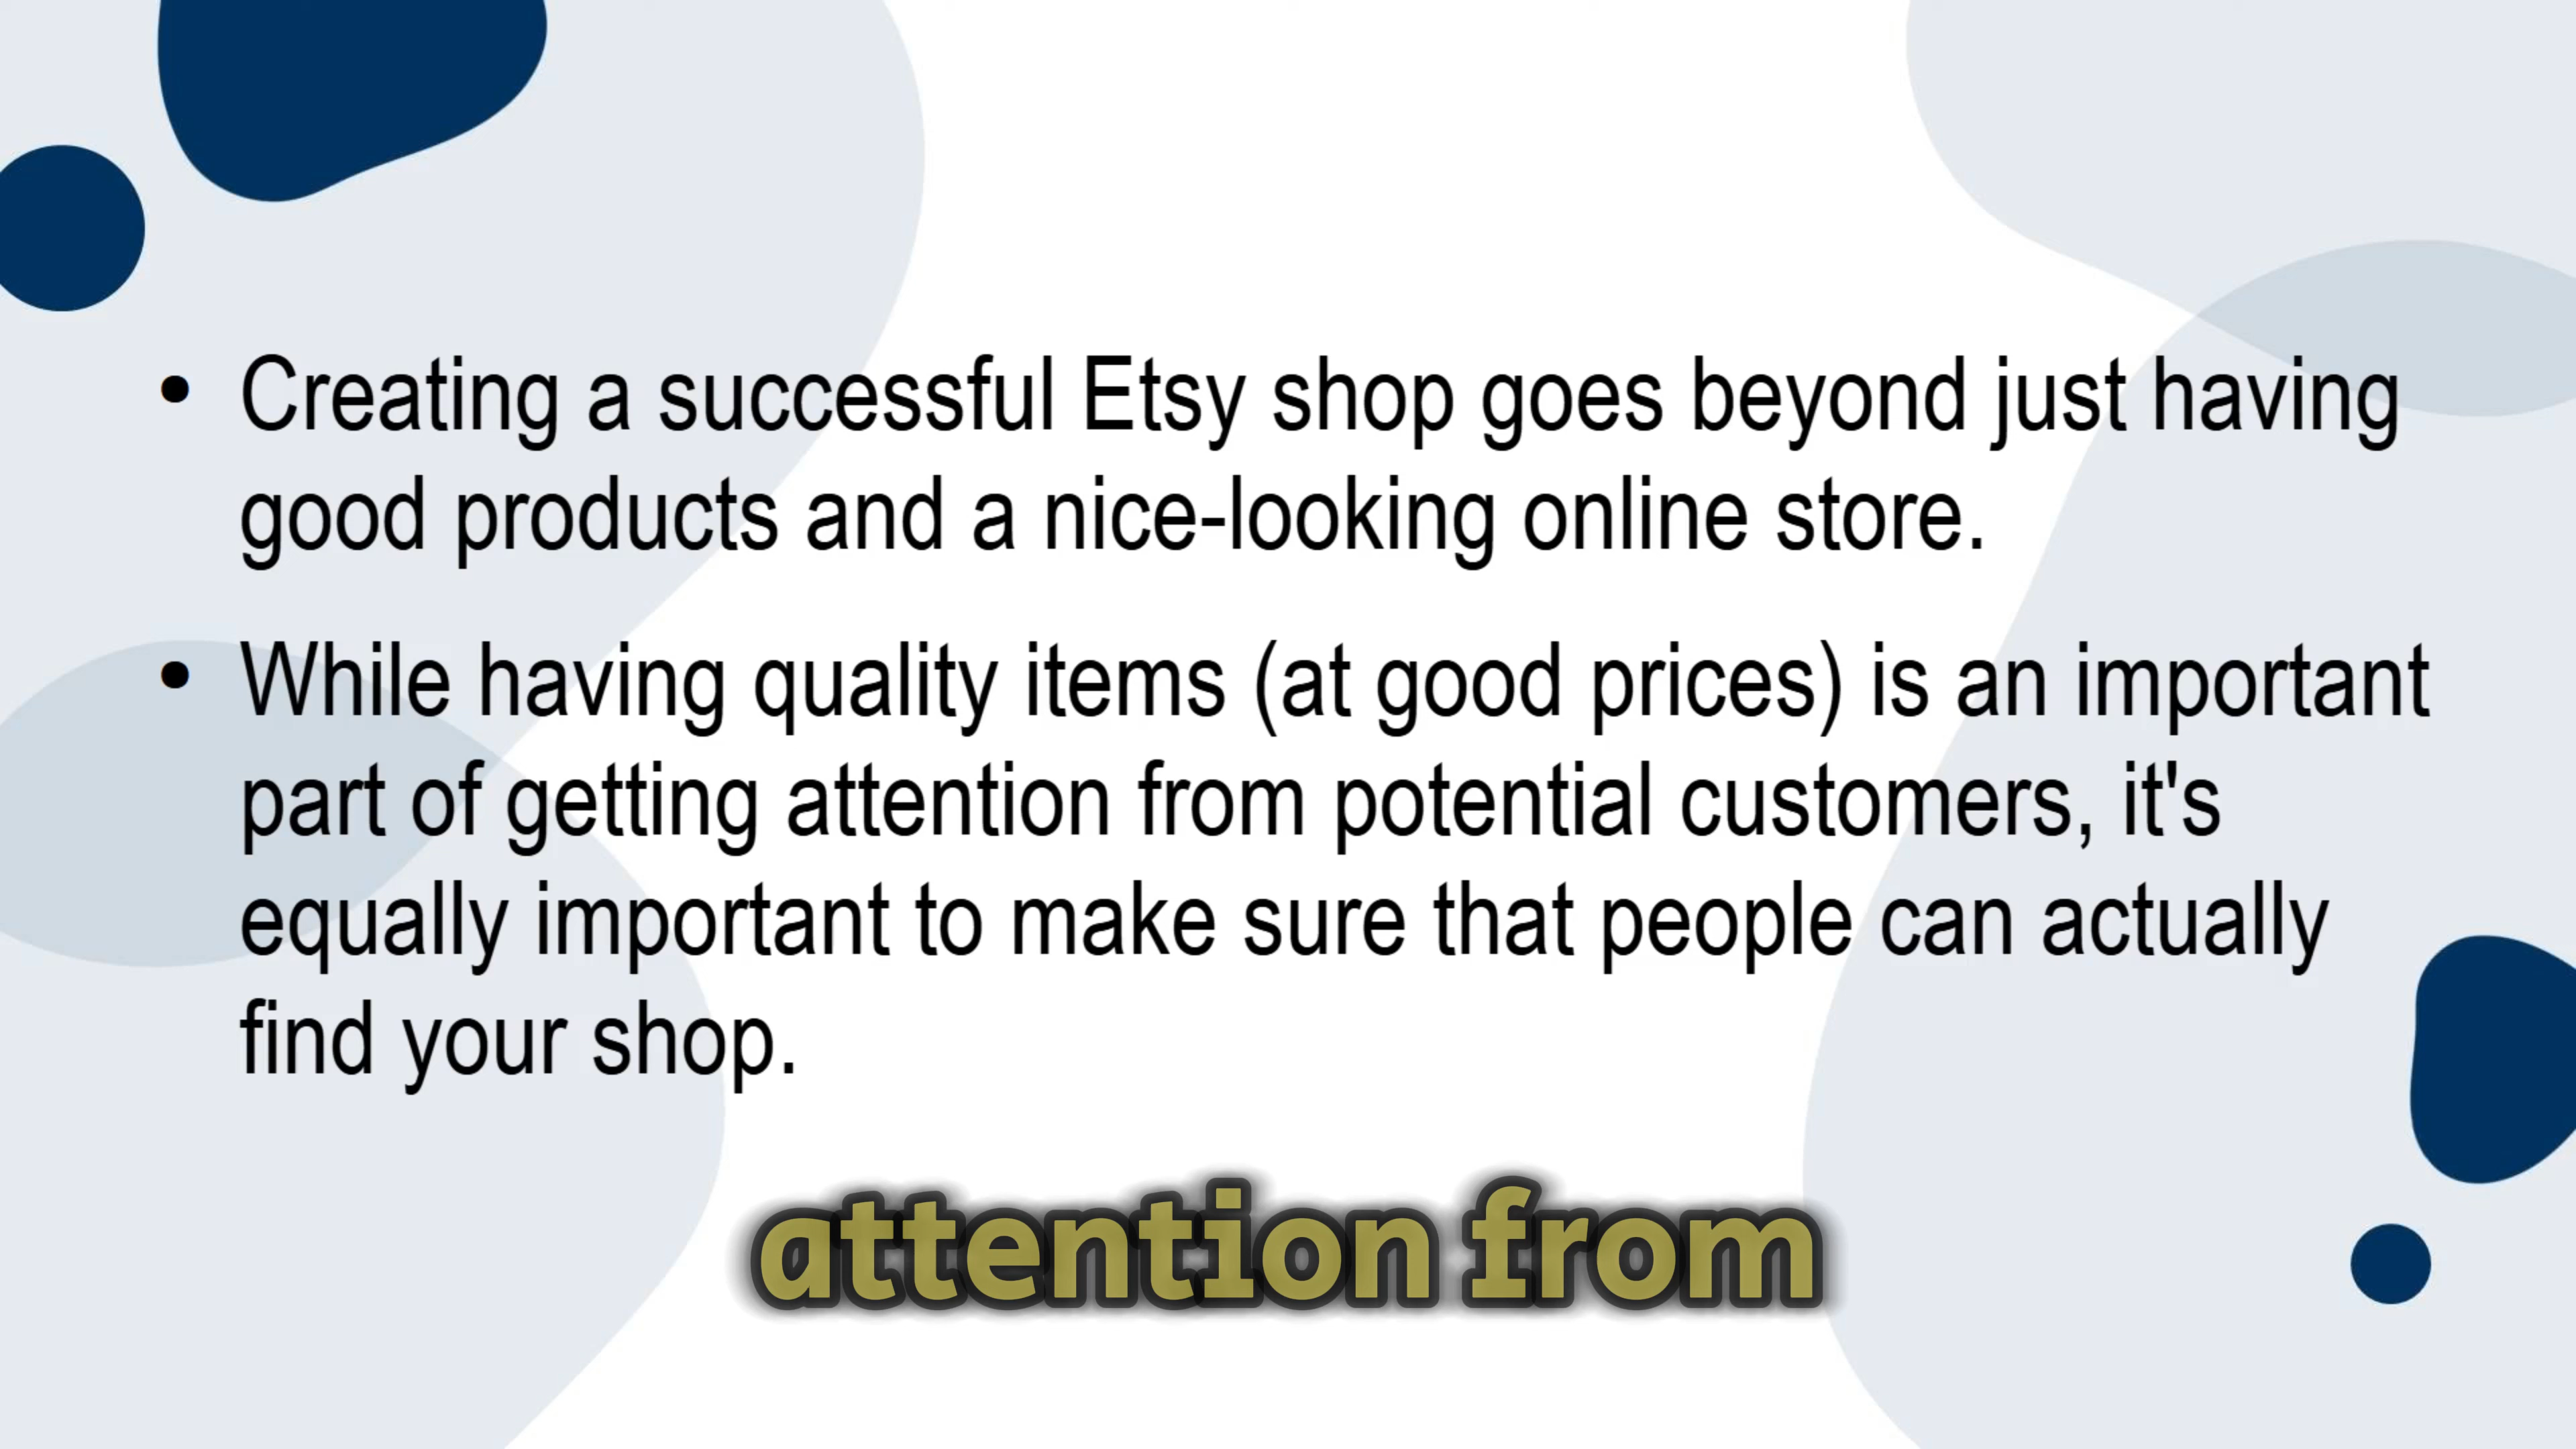 • Creating a successful Etsy shop goes beyond just having
good products and a nice-looking online store.
• While having quality items (at good prices) is an important
part of getting attention from potential customers, it's
equally important to make sure that people can actually
find your shop.
attention from